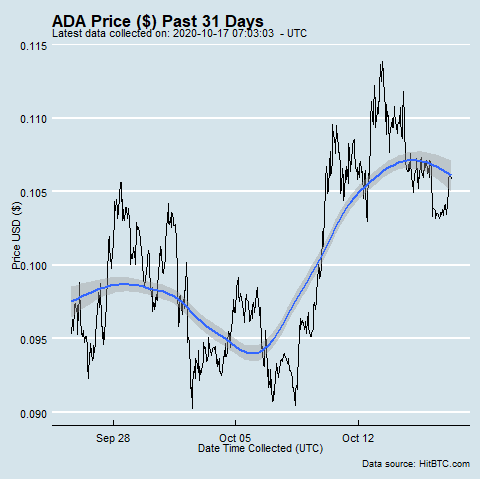 ADA Price ($) Past 31 Days
Latest data collected on: 2020-10-17 07:03:03 - UTC
0.115
0.110
0.105
0.100
0.095
0.090
Price USD ($)
Sep 28
Oct 05
Oct 12
Date Time Collected (UTC)
Data source: HitBTC.com